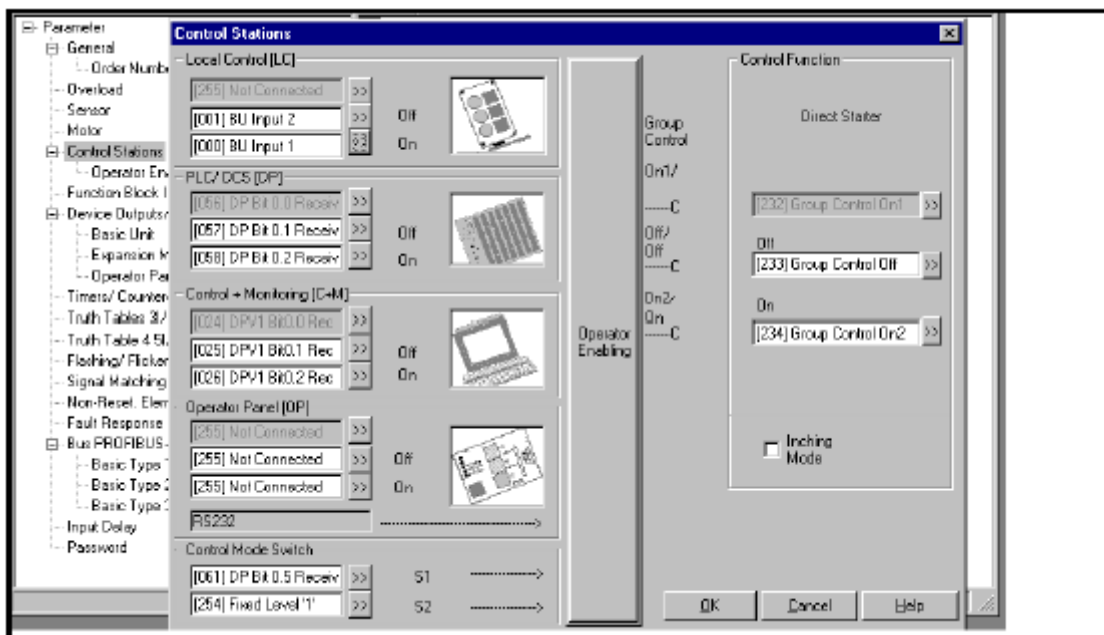 Parameter
General
Order Numbe
Overload
Sensor
Motor
Control Stations
Operator En
Function Block I
Device Outputs/
Basic Unit
Expansion M
Operator Pan
Timers/ Counter
Truth Tables 3I/
Truth Table 4 5I
Flashing/ Flicker
Signal Matching
Non-Reset. Elem
Fault Response
Bus PROFIBUS-
Basic Type
Basic Type 2
Basic Type
Input Delay
Password
Control Stations
Local Control [LC]
[255] Not Connected >>
[001] BU Input 2 >> Off
[000] BU Input 1 >> On
PLC/ DCS [DP]
[056] DP Bit 0.0 Receiv >>
[057] DP Bit 0.1 Receiv >> Off
[058] DP Bit 0.2 Receiv >> On
Control + Monitoring [C+M]
[024] DPV1 Bit0.0 Rec >>
[025] DPV1 Bit0.1 Rec >> Off
[026] DPV1 Bit0.2 Rec >> On
Operator Panel [OP]
[255] Not Connected >>
[255] Not Connected >> Off
[255] Not Connected >> On
RS232 ------>
Control Mode Switch
[061] DP Bit 0.5 Receiv >> S1 ------>
[254] Fixed Level '1' >> S2 ------>
Operator
Enabling
Group
Control
On1/
------C
Off/
Off
------C
On2/
On
------C
Control Function
Direct Starter
[232] Group Control On1 >>
Off
[233] Group Control Off >>
On
[234] Group Control On2 >>
Inching
Mode
OK Cancel Help